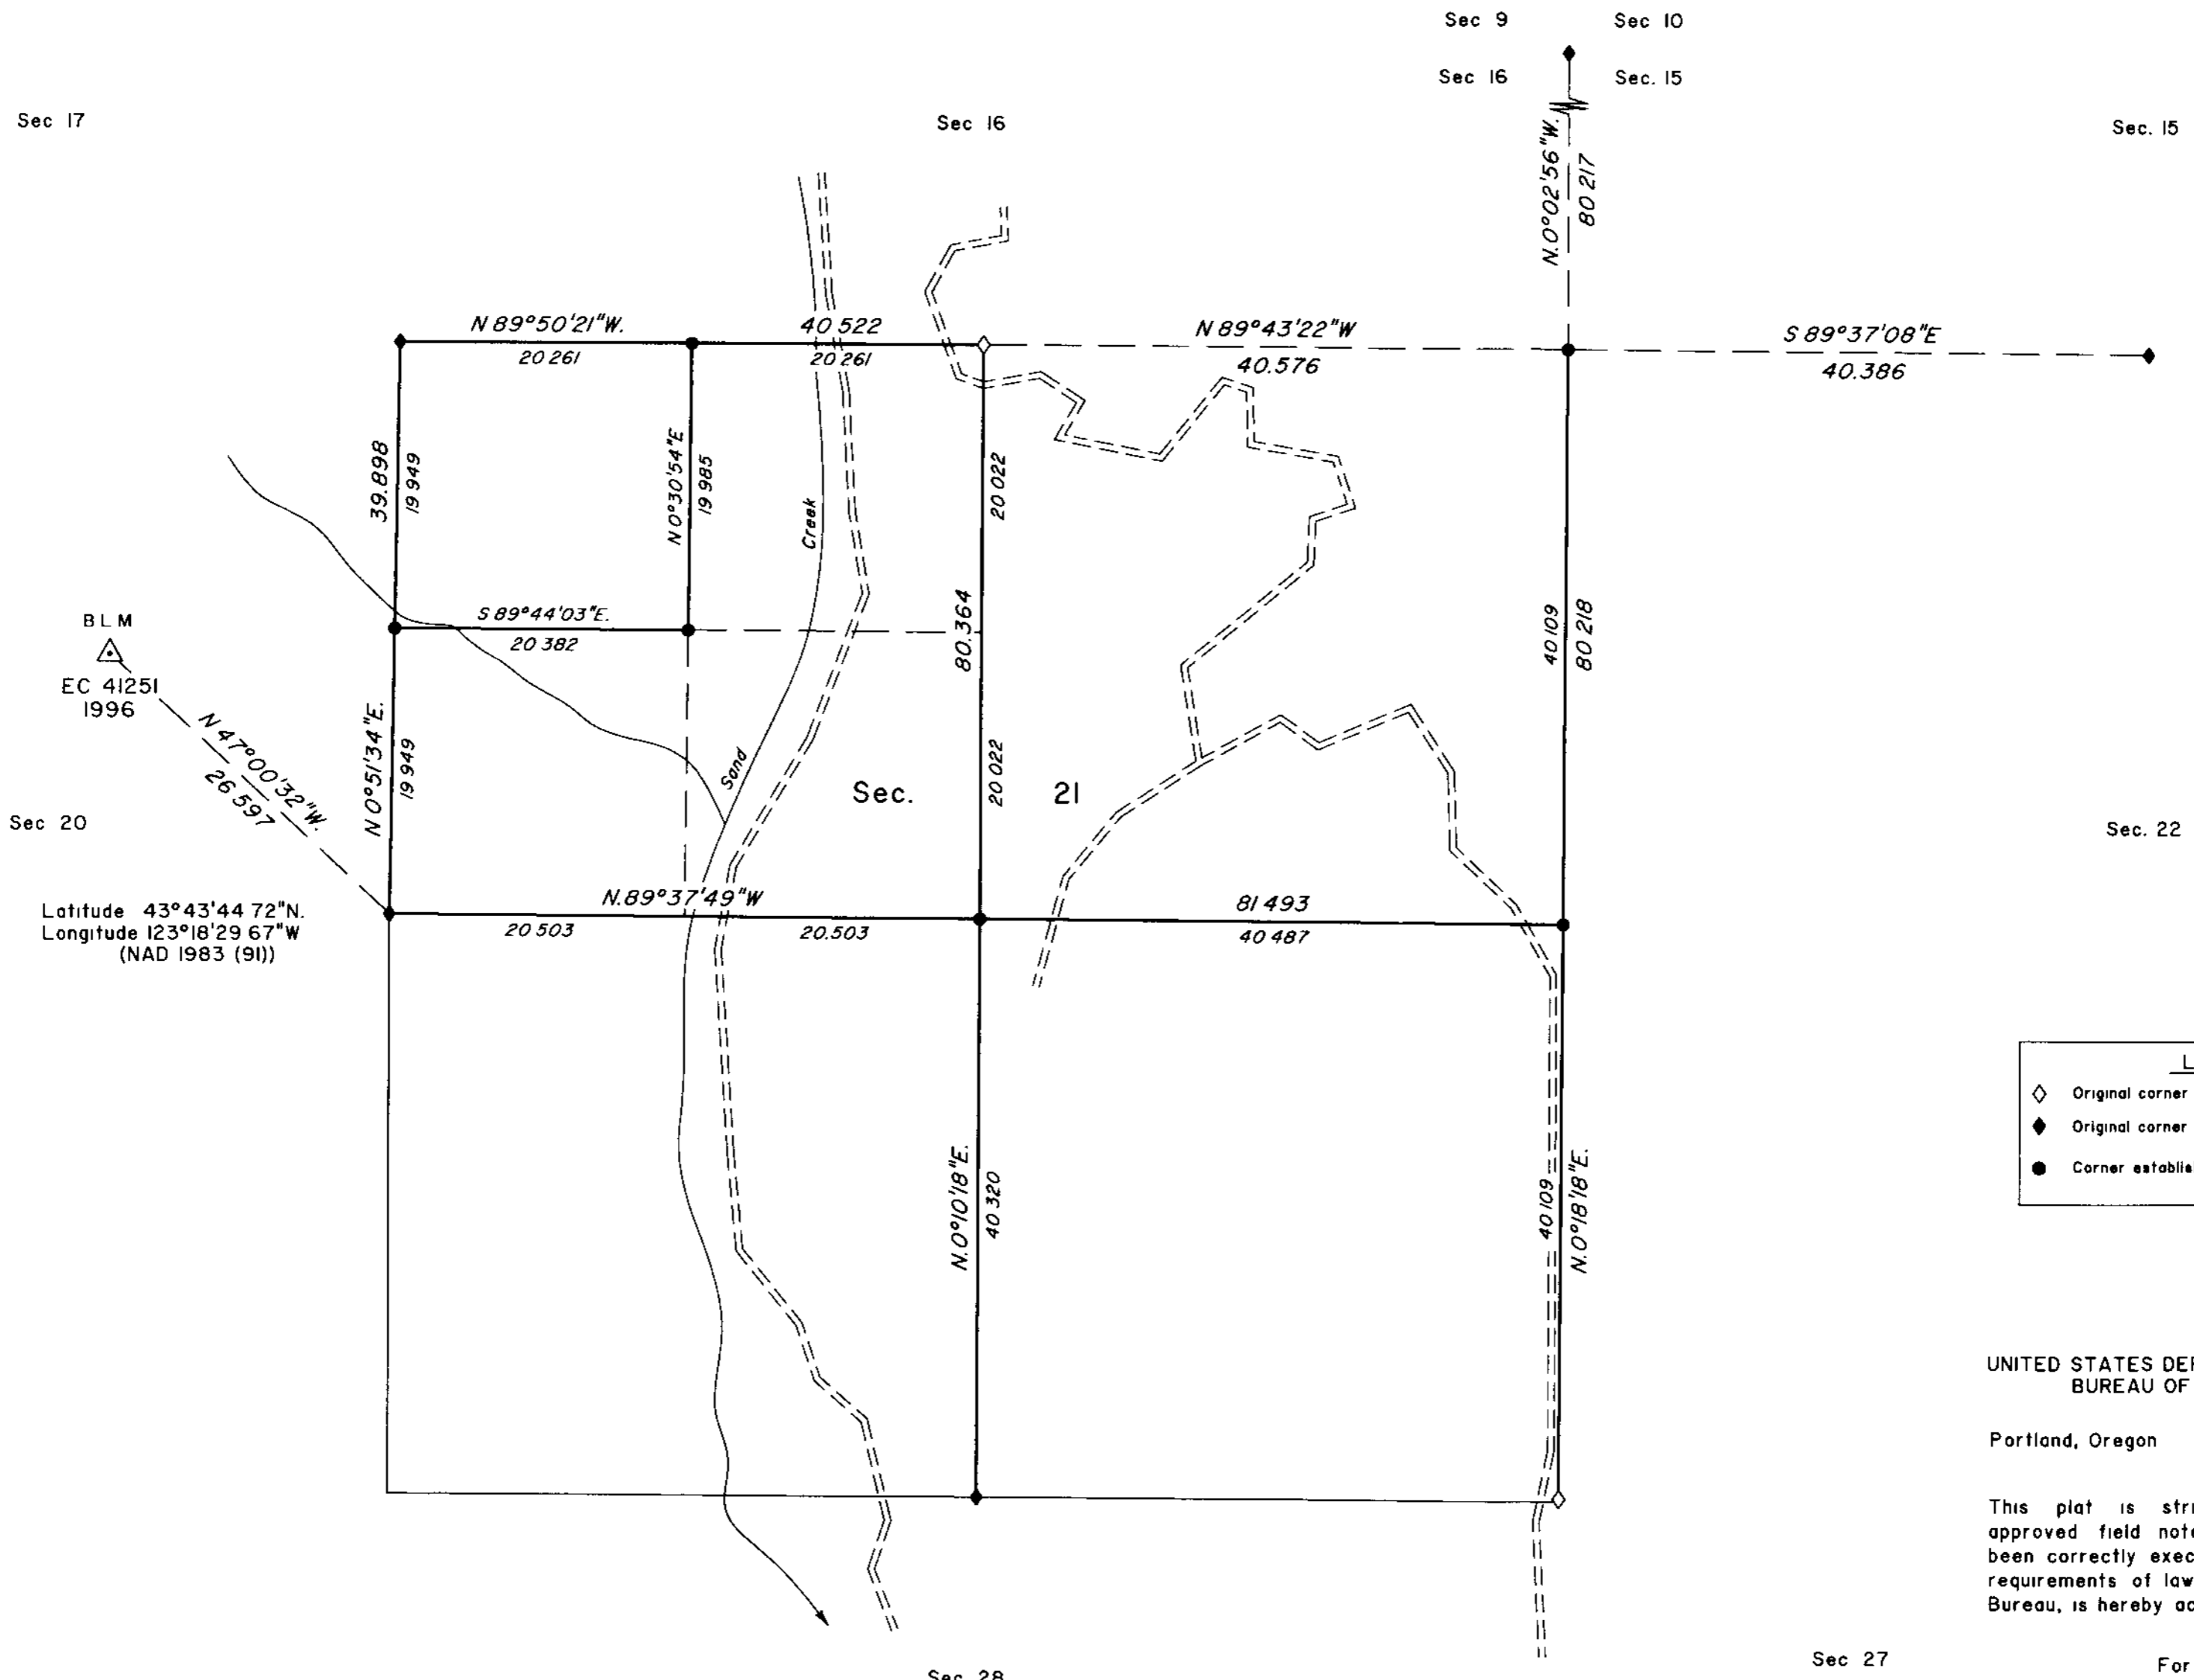 Sec 9
Sec 10
Sec 16
Sec. 15
Sec 17
Sec 16
Sec. 15
N.0°02'56"W.
80 217
N 89°50'21"W.
40 522
20 261
20 261
N 89°43'22"W
40.576
S 89°37'08"E
40.386
39.898
19 949
N 0°30'54"E
19 985
Creek
20 022
80.364
40 109
80 218
S 89°44'03"E.
20 382
BLM
EC 41251
1996
N 47°00'32"W.
26 597
N 0°51'34"E.
19 949
Sand
Sec. 21
20 022
Sec 20
Sec. 22
Latitude 43°43'44 72"N.
Longitude 123°18'29 67"W
(NAD 1983 (91))
N.89°37'49"W
81 493
20 503
20.503
40 487
L
Original corner
Original corner
Corner establis
N.0°10'18"E.
40 320
40 109
N.0°18'18"E.
UNITED STATES DEF
BUREAU OF
Portland, Oregon
This plat is stri
approved field note
been correctly exec
requirements of law
Bureau, is hereby ac
Sec 28
Sec 27
For